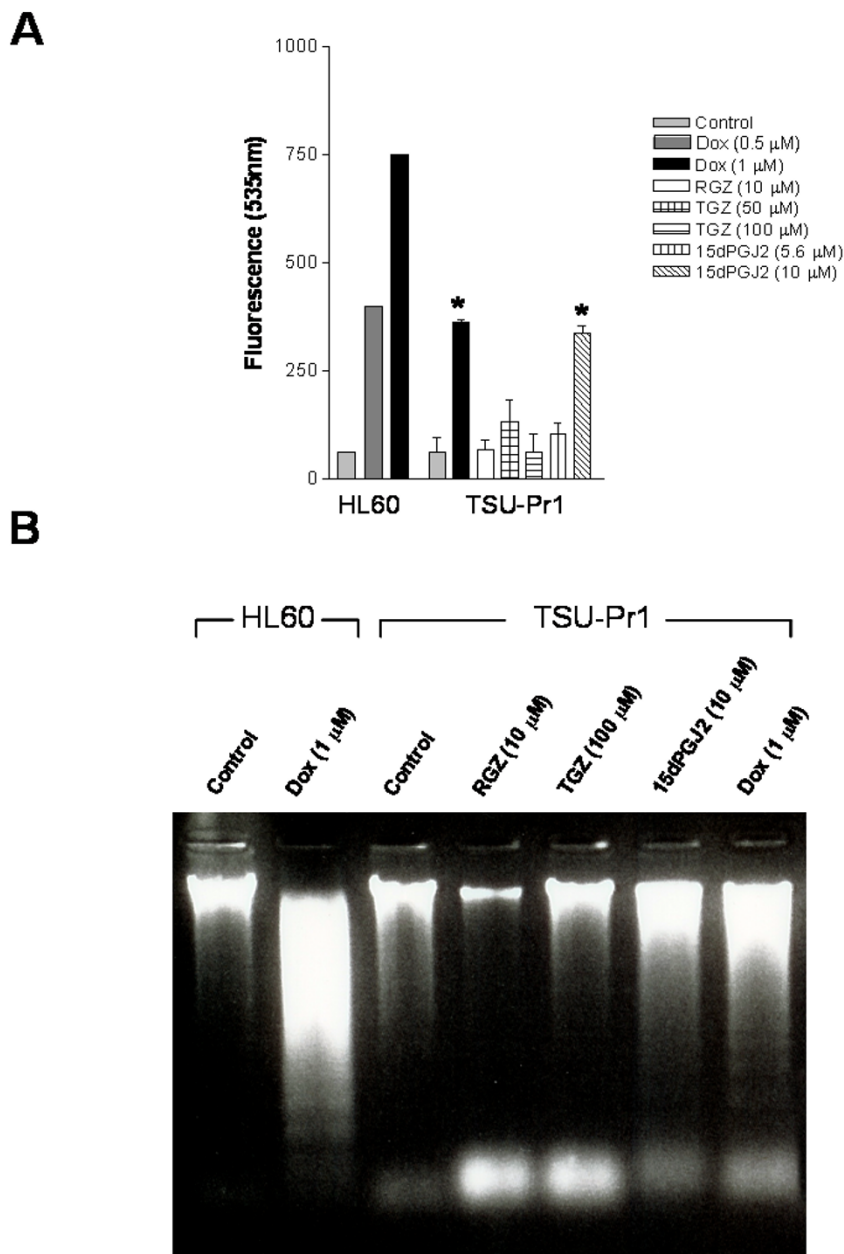 A
Fluorescence (535nm)
1000
750
500
250
0
*
*
HL60 TSU-Pr1
Control
Dox (0.5 µM)
Dox (1 µM)
RGZ (10 µM)
TGZ (50 µM)
TGZ (100 µM)
15dPGJ2 (5.6 µM)
15dPGJ2 (10 µM)
B
HL60 TSU-Pr1
Control
Dox (1 µM)
Control
RGZ (10 µM)
TGZ (100 µM)
15dPGJ2 (10 µM)
Dox (1 µM)